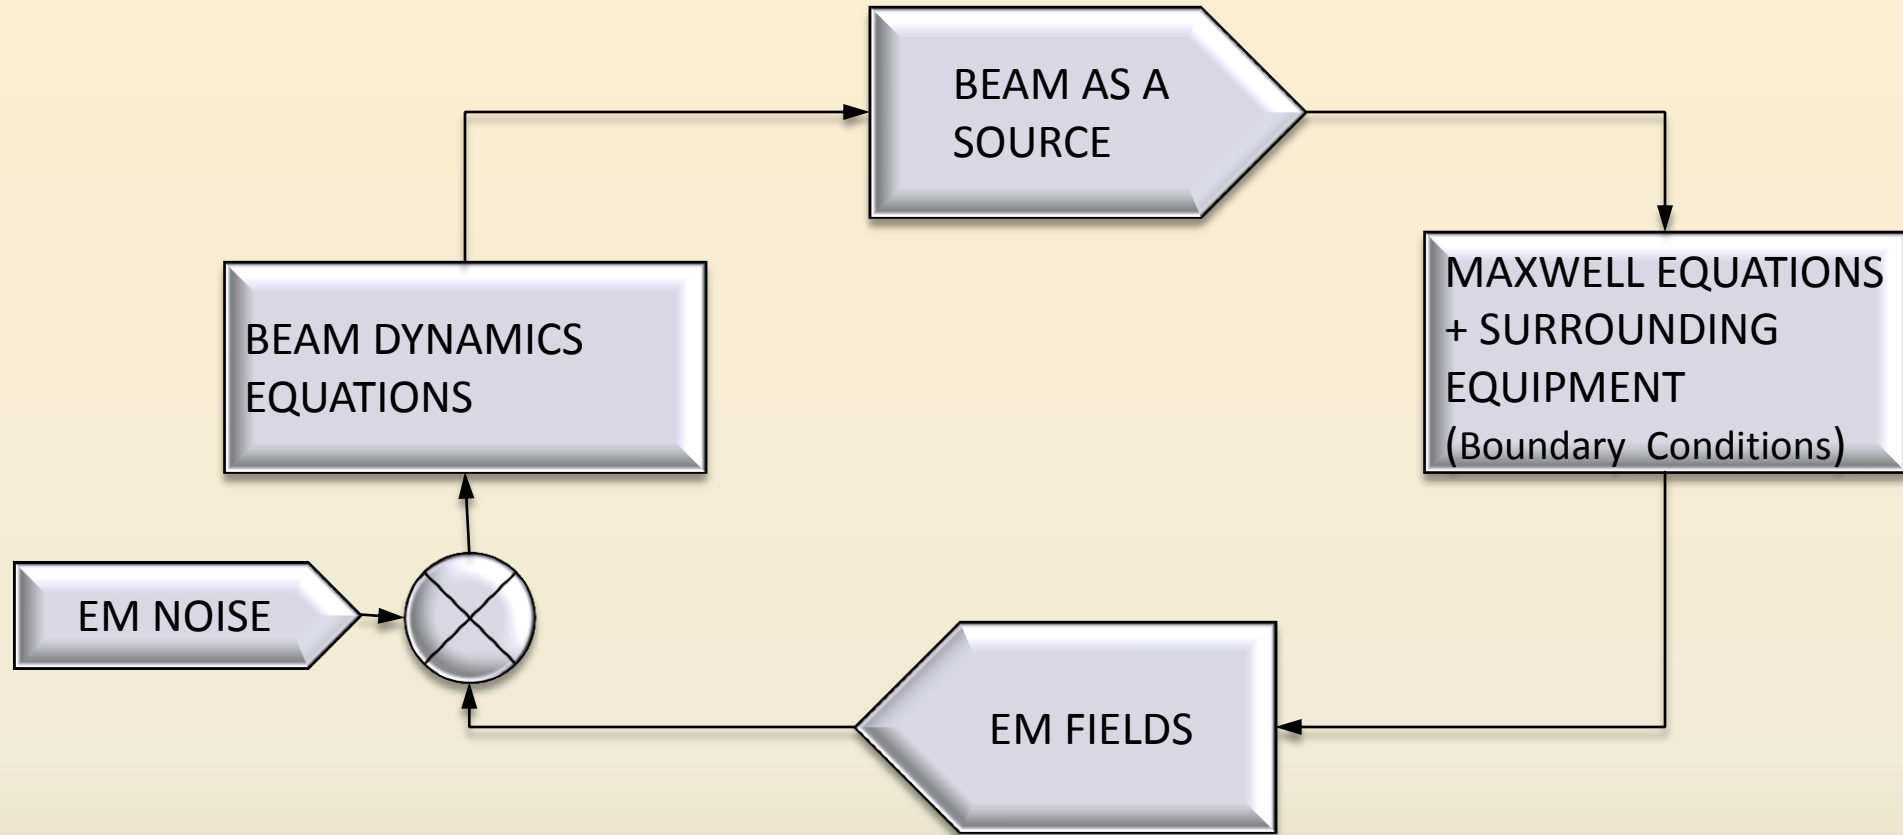 BEAM AS A
SOURCE
MAXWELL EQUATIONS
+ SURROUNDING
EQUIPMENT
(Boundary Conditions)
BEAM DYNAMICS
EQUATIONS
EM NOISE
EM FIELDS